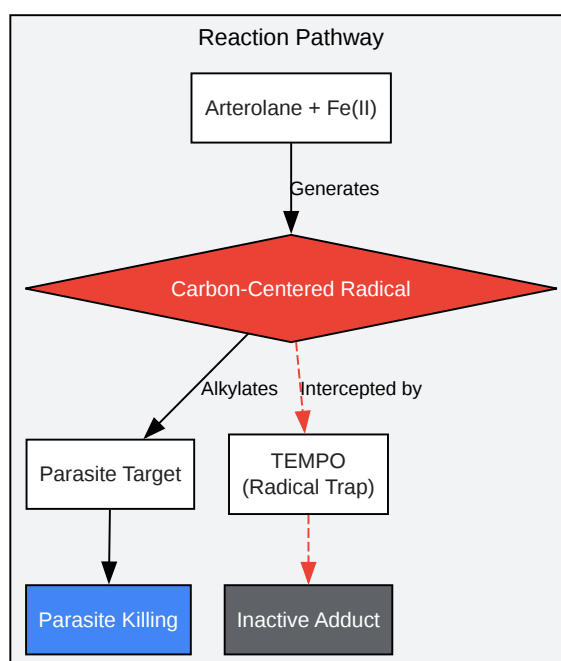 Reaction Pathway
Arterolane + Fe(II)
Generates
Carbon-Centered Radical
Alkylates
Intercepted by
Parasite Target
TEMPO
(Radical Trap)
Parasite Killing
Inactive Adduct